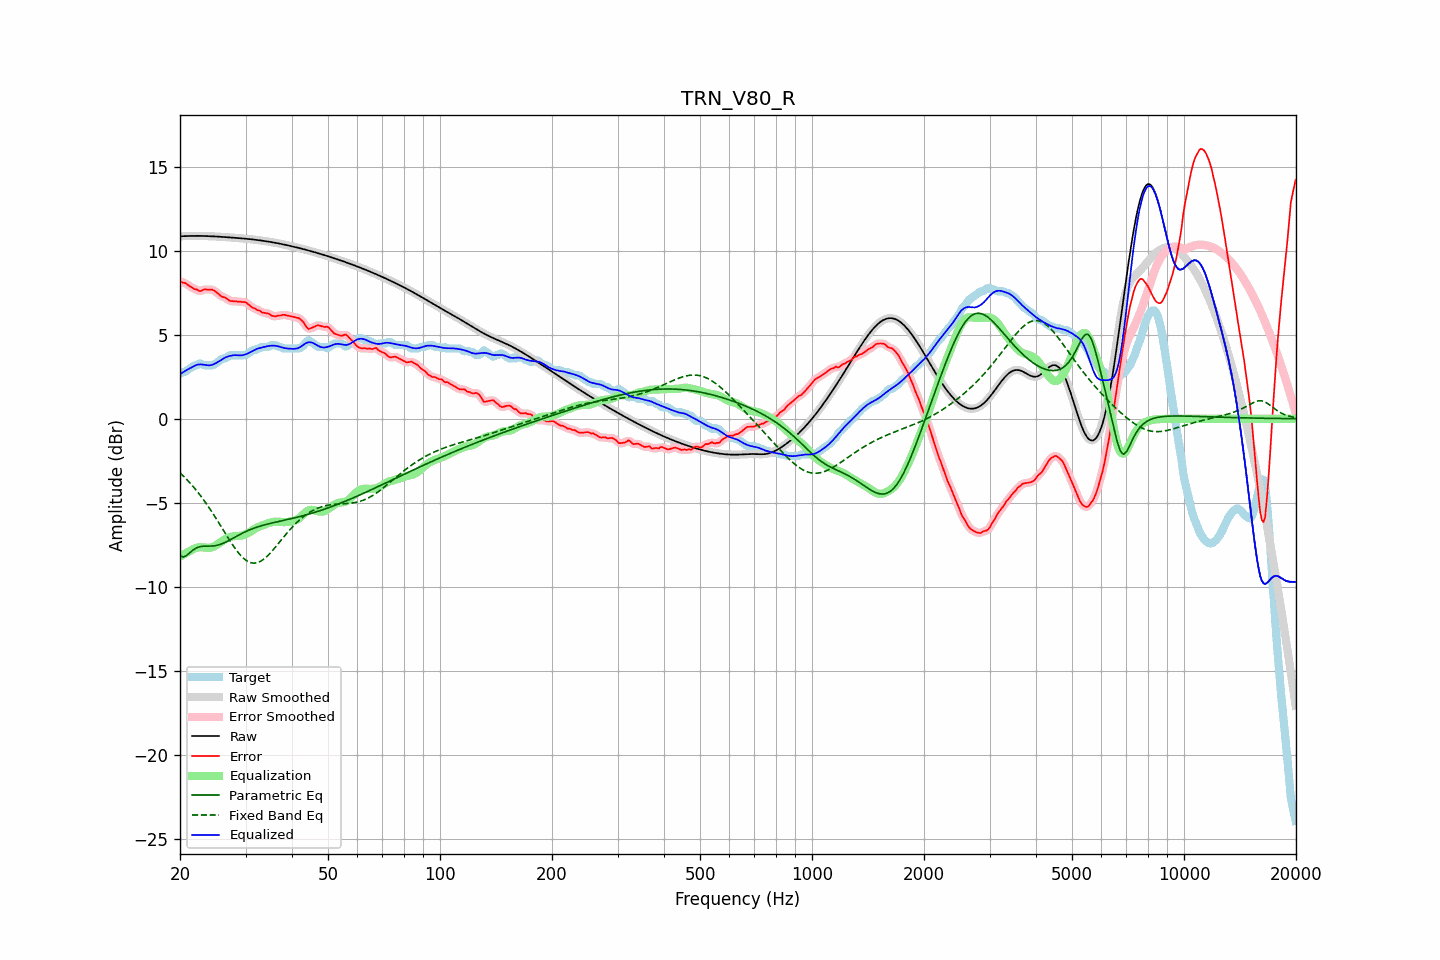 TRN_V80_R
Amplitude (dBr)
15
10
5
0
−5
−10
−15
−20
−25
Target
Raw Smoothed
Error Smoothed
Raw
Error
Equalization
Parametric Eq
Fixed Band Eq
Equalized
20 50 100 200 500 1000 2000 5000 10000 20000
Frequency (Hz)